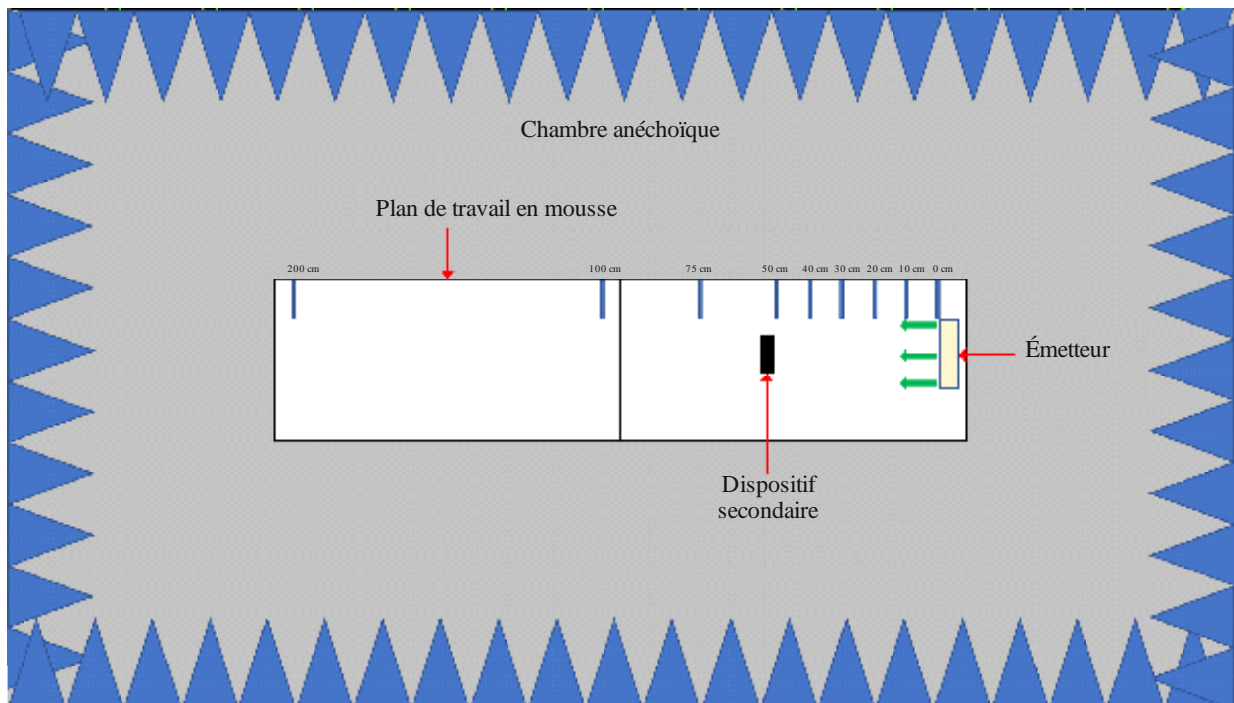 Chambre anéchoïque
Plan de travail en mousse
200 cm 100 cm 75 cm 50 cm 40 cm 30 cm 20 cm 10 cm 0 cm
Émetteur
Dispositif
secondaire